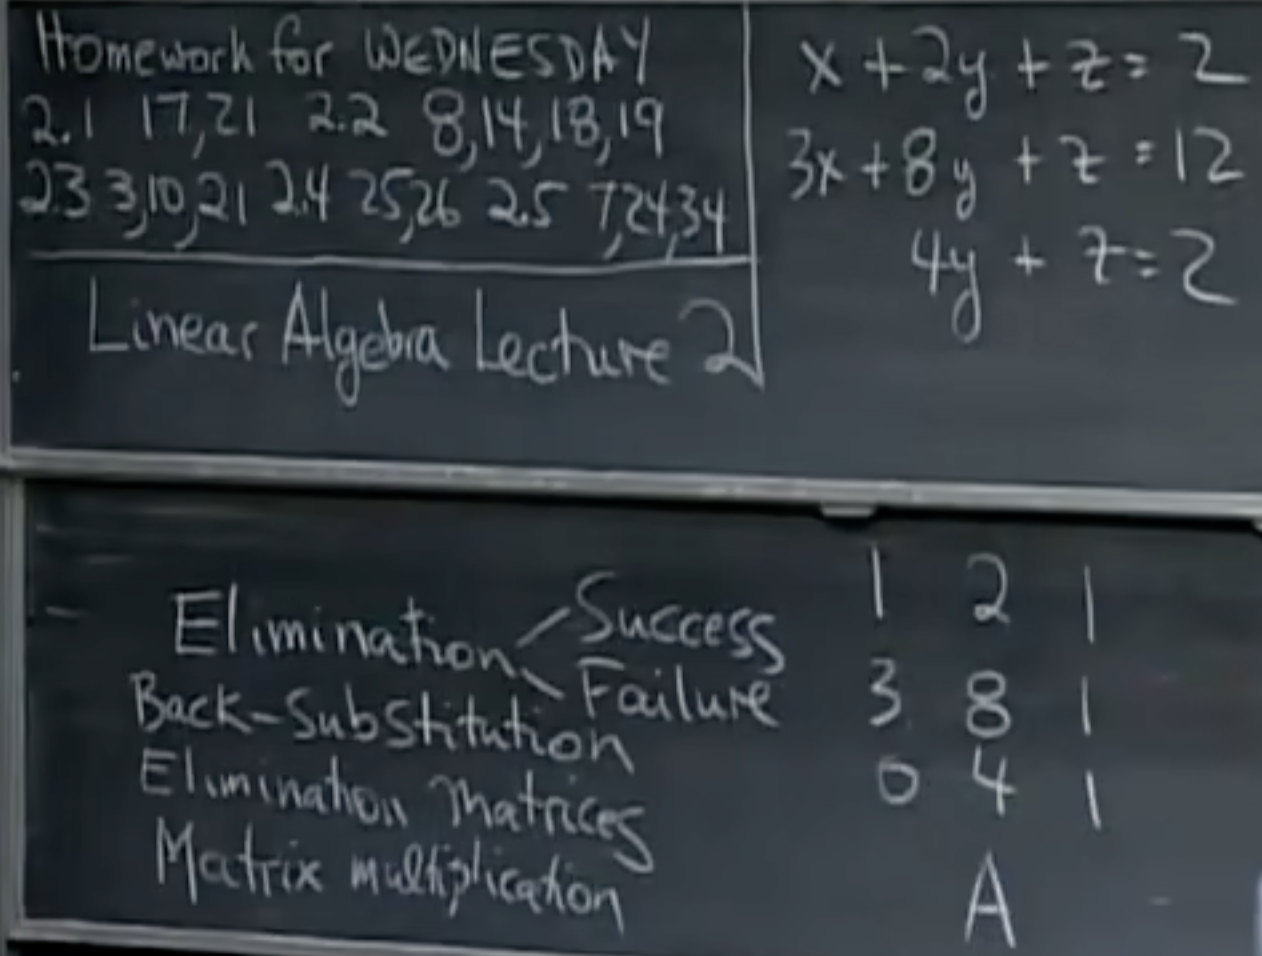 Homework for WEDNESDAY
2.1 17,21 2.2 8,14,18,19
2.3 3,10,21 2.4 25,26 2.5 7,24,34
Linear Algebra Lecture 2
x + 2y + z = 2
3x + 8y + z = 12
4y + z = 2
Elimination Success
Failure
Back-Substitution
Elimination Matrices
Matrix multiplication
1 2 1
3 8 1
0 4 1
A